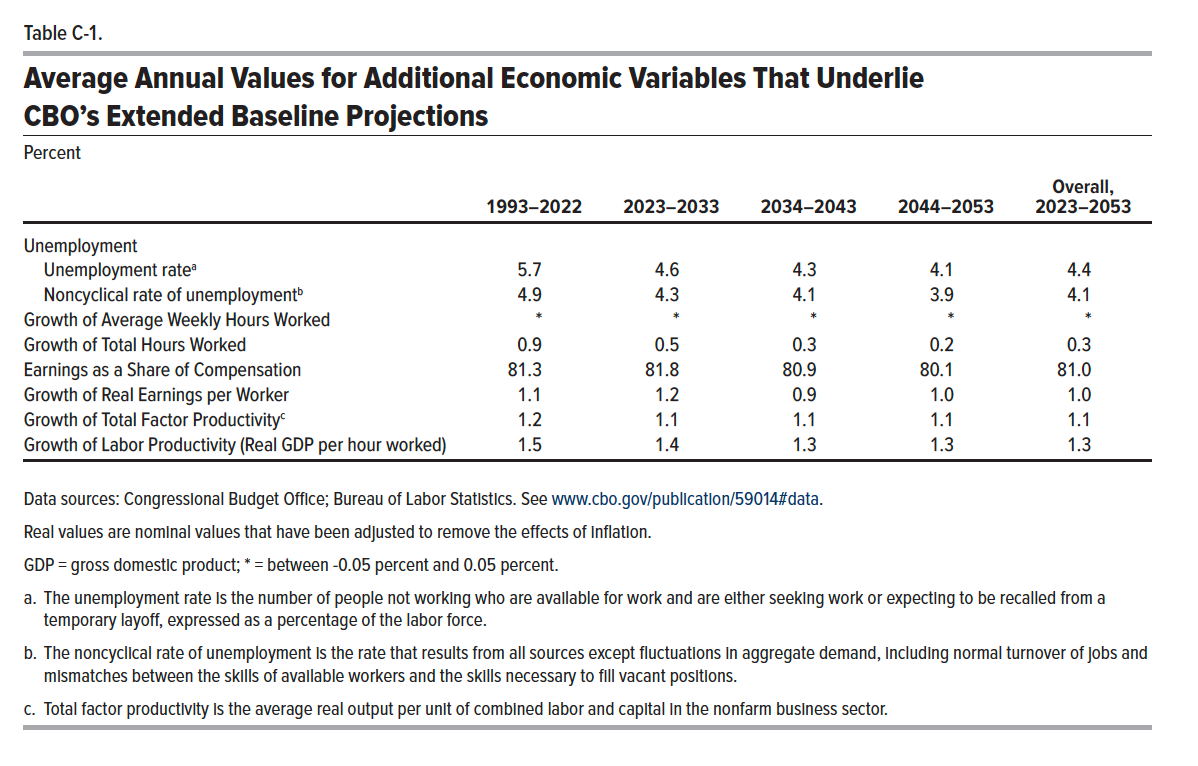 Table C-1.
Average Annual Values for Additional Economic Variables That Underlie
CBO’s Extended Baseline Projections
Percent
1993–2022 2023–2033 2034–2043 2044–2053 Overall, 2023–2053
Unemployment
Unemployment rateᵃ 5.7 4.6 4.3 4.1 4.4
Noncyclical rate of unemploymentᵇ 4.9 4.3 4.1 3.9 4.1
Growth of Average Weekly Hours Worked * * * * *
Growth of Total Hours Worked 0.9 0.5 0.3 0.2 0.3
Earnings as a Share of Compensation 81.3 81.8 80.9 80.1 81.0
Growth of Real Earnings per Worker 1.1 1.2 0.9 1.0 1.0
Growth of Total Factor Productivityᶜ 1.2 1.1 1.1 1.1 1.1
Growth of Labor Productivity (Real GDP per hour worked) 1.5 1.4 1.3 1.3 1.3
Data sources: Congressional Budget Office; Bureau of Labor Statistics. See www.cbo.gov/publication/59014#data.
Real values are nominal values that have been adjusted to remove the effects of inflation.
GDP = gross domestic product; * = between -0.05 percent and 0.05 percent.
a. The unemployment rate is the number of people not working who are available for work and are either seeking work or expecting to be recalled from a
temporary layoff, expressed as a percentage of the labor force.
b. The noncyclical rate of unemployment is the rate that results from all sources except fluctuations in aggregate demand, including normal turnover of jobs and
mismatches between the skills of available workers and the skills necessary to fill vacant positions.
c. Total factor productivity is the average real output per unit of combined labor and capital in the nonfarm business sector.